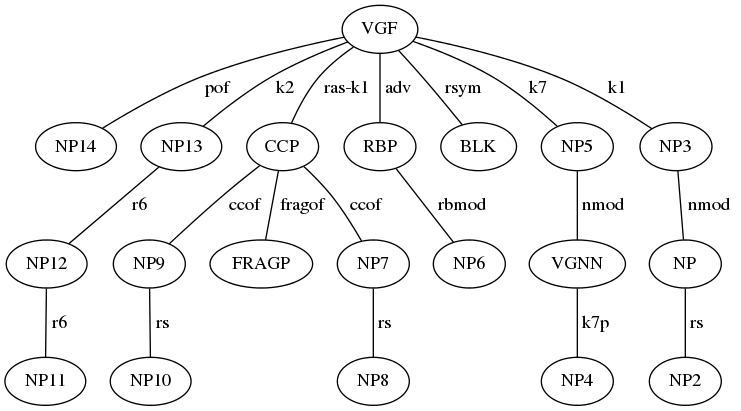 VGF
pof k2 ras-k1 adv rsym k7 k1
NP14 NP13 CCP RBP BLK NP5 NP3
r6 ccof fragof ccof rbmod nmod nmod
NP12 NP9 FRAGP NP7 NP6 VGNN NP
r6 rs rs k7p rs
NP11 NP10 NP8 NP4 NP2